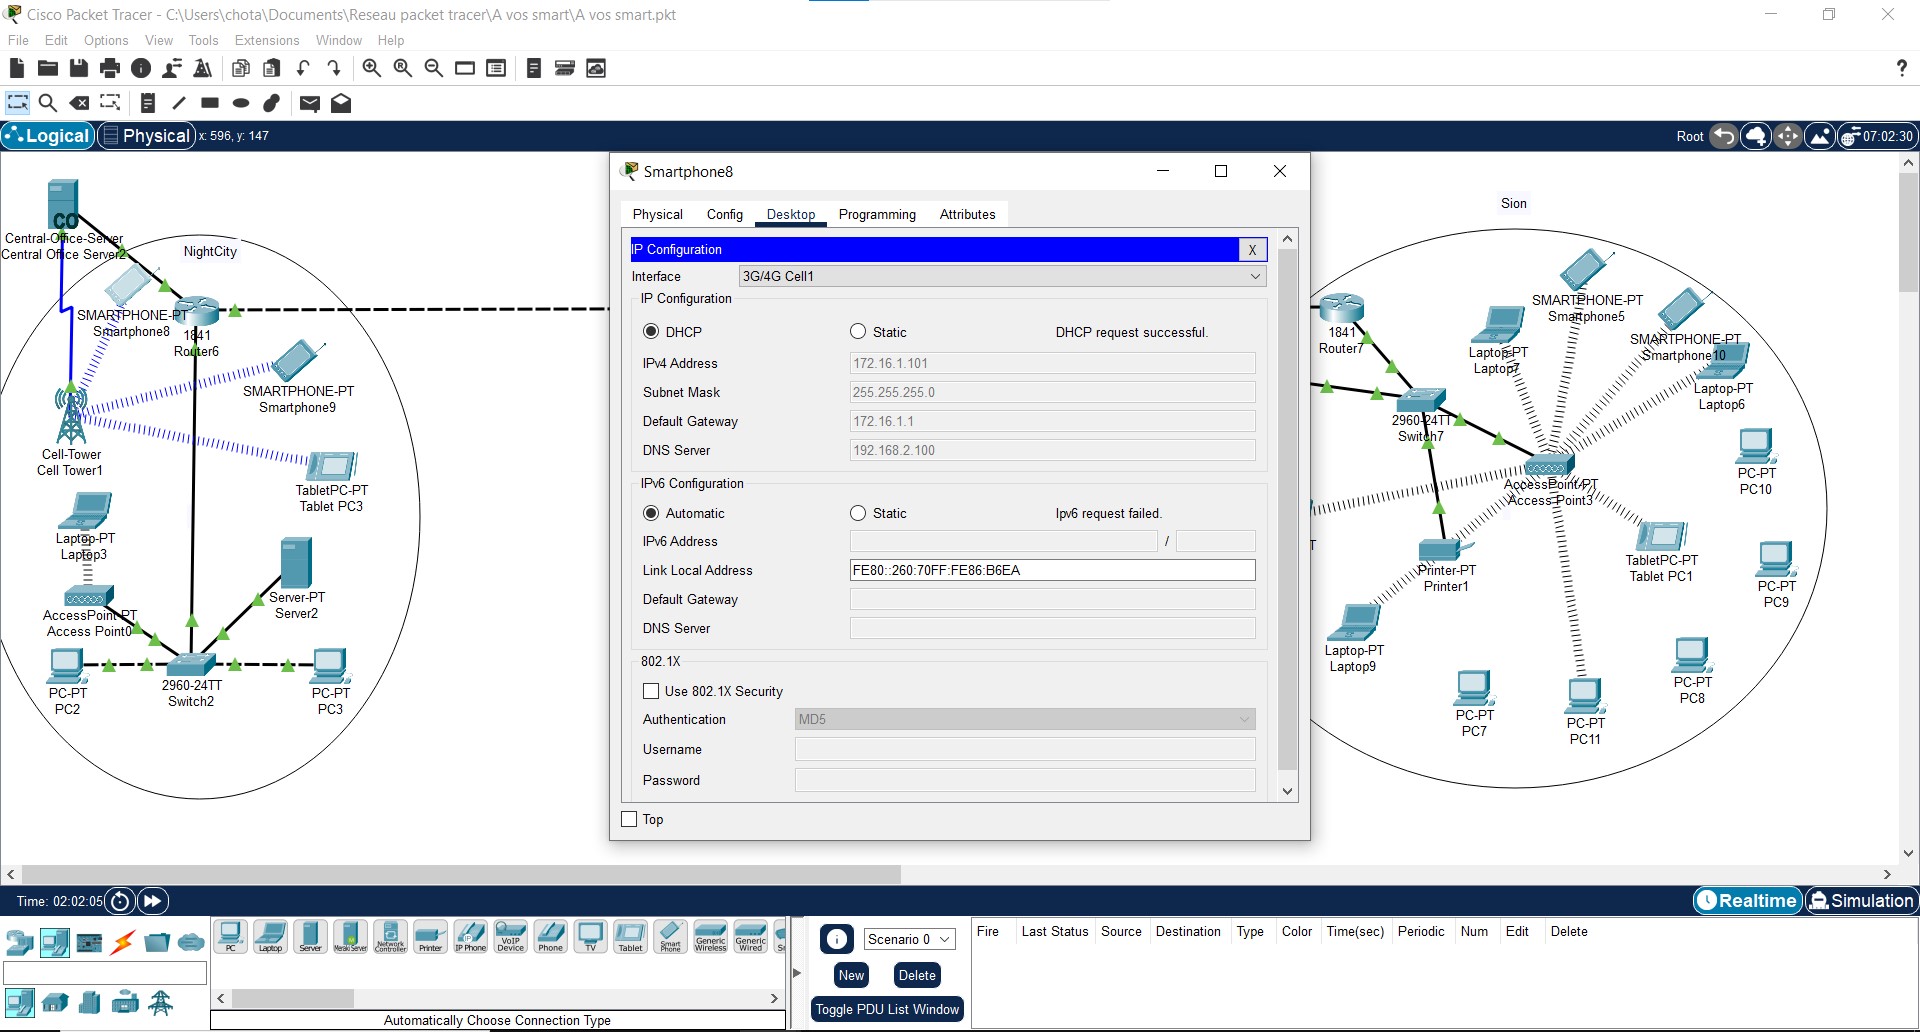 Cisco Packet Tracer - C:\Users\chota\Documents\Reseau packet tracer\A vos smart\A vos smart.pkt
File Edit Options View Tools Extensions Window Help
?
Logical Physical x: 596, y: 147
Root 07:02:30
CO
Central-Office-Server
Central Office Server2
NightCity
SMARTPHONE-PT
Smartphone8
1841
Router6
SMARTPHONE-PT
Smartphone9
Cell-Tower
Cell Tower1
TabletPC-PT
Tablet PC3
Laptop-PT
Laptop3
AccessPoint-PT
Access Point0
Server-PT
Server2
PC-PT
PC2
2960-24TT
Switch2
PC-PT
PC3
Smartphone8
Physical Config Desktop Programming Attributes
IP Configuration X
Interface 3G/4G Cell1
IP Configuration
DHCP Static DHCP request successful.
IPv4 Address 172.16.1.101
Subnet Mask 255.255.255.0
Default Gateway 172.16.1.1
DNS Server 192.168.2.100
IPv6 Configuration
Automatic Static Ipv6 request failed.
IPv6 Address /
Link Local Address FE80::260:70FF:FE86:B6EA
Default Gateway
DNS Server
802.1X
Use 802.1X Security
Authentication MD5
Username
Password
Top
Sion
SMARTPHONE-PT
Smartphone5
1841
Router7
Laptop-PT
Laptop7
SMARTPHONE-PT
Smartphone10
Laptop-PT
Laptop6
2960-24TT
Switch7
PC-PT
PC10
AccessPoint-PT
Access Point3
T
Printer-PT
Printer1
TabletPC-PT
Tablet PC1
PC-PT
PC9
Laptop-PT
Laptop9
PC-PT
PC8
PC-PT
PC7
PC-PT
PC11
Time: 02:02:05
Realtime Simulation
PC Laptop Server Meraki Server Network Controller Printer IP Phone VoIP Device Phone TV Tablet Smart Phone Generic Wireless Generic Wired
Automatically Choose Connection Type
Scenario 0
New Delete
Toggle PDU List Window
Fire Last Status Source Destination Type Color Time(sec) Periodic Num Edit Delete